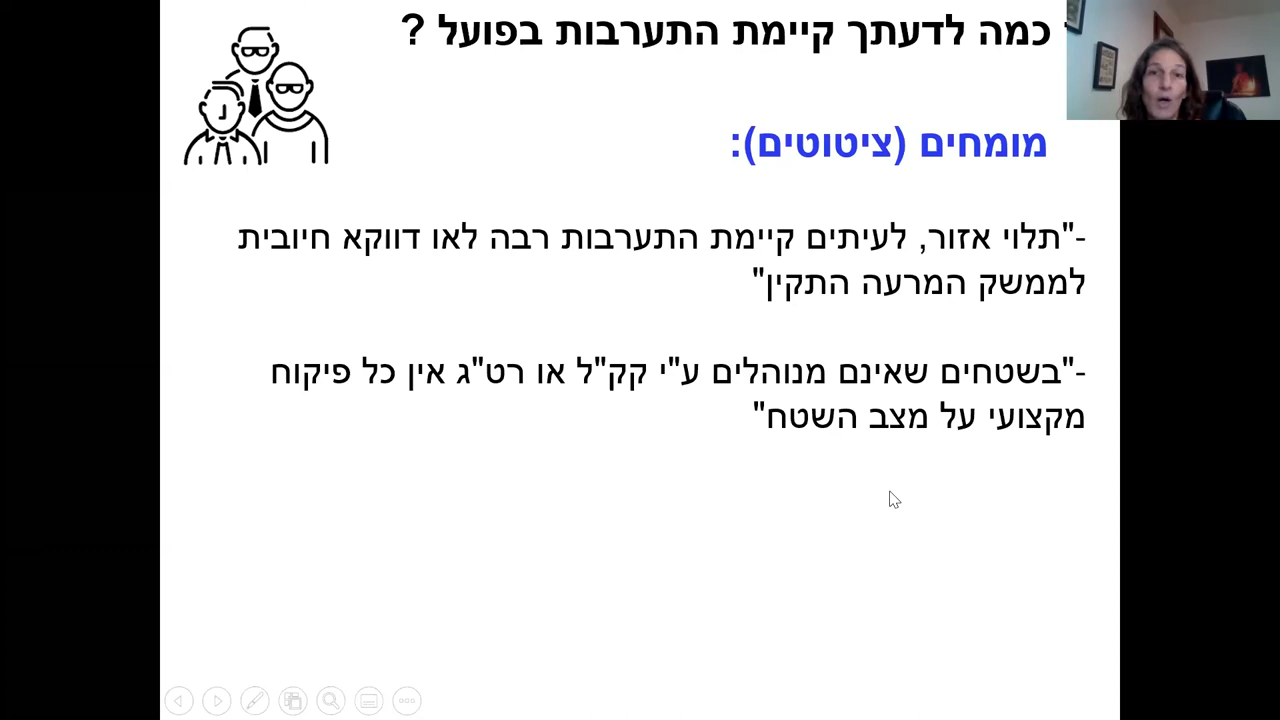 כמה לדעתך קיימת התערבות בפועל ?
מומחים (ציטוטים):
-"תלוי אזור, לעיתים קיימת התערבות רבה לאו דווקא חיובית
לממשק המרעה התקין"
-"בשטחים שאינם מנוהלים ע"י קק"ל או רט"ג אין כל פיקוח
מקצועי על מצב השטח"